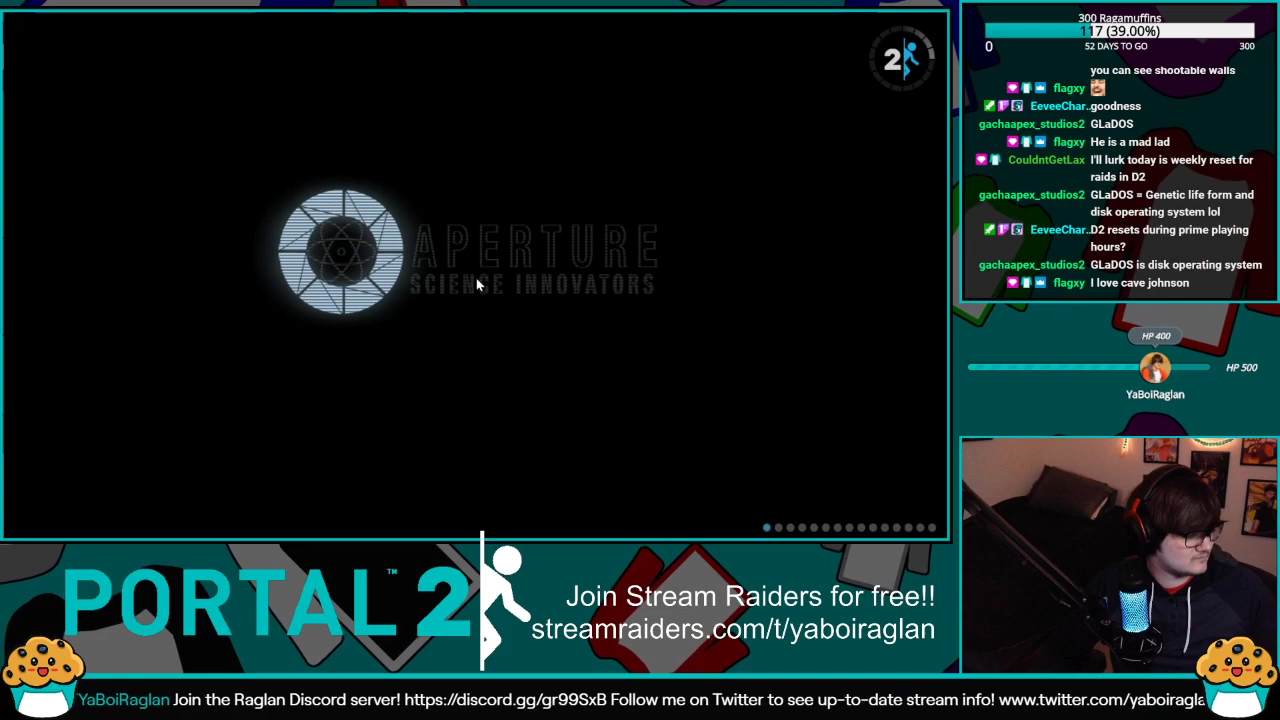 2
APERTURE
SCIENCE INNOVATORS
300 Ragamuffins
117 (39.00%)
0 52 DAYS TO GO 300
you can see shootable walls
flagxy
EeveeChar.. goodness
gachaapex_studios2 GLaDOS
flagxy He is a mad lad
CouldntGetLax I'll lurk today is weekly reset for
raids in D2
gachaapex_studios2 GLaDOS = Genetic life form and
disk operating system lol
EeveeChar.. D2 resets during prime playing
hours?
gachaapex_studios2 GLaDOS is disk operating system
flagxy I love cave johnson
HP 400
HP 500
YaBoiRaglan
PORTAL 2™
Join Stream Raiders for free!!
streamraiders.com/t/yaboiraglan
YaBoiRaglan Join the Raglan Discord server! https://discord.gg/gr99SxB Follow me on Twitter to see up-to-date stream info! www.twitter.com/yaboiragla